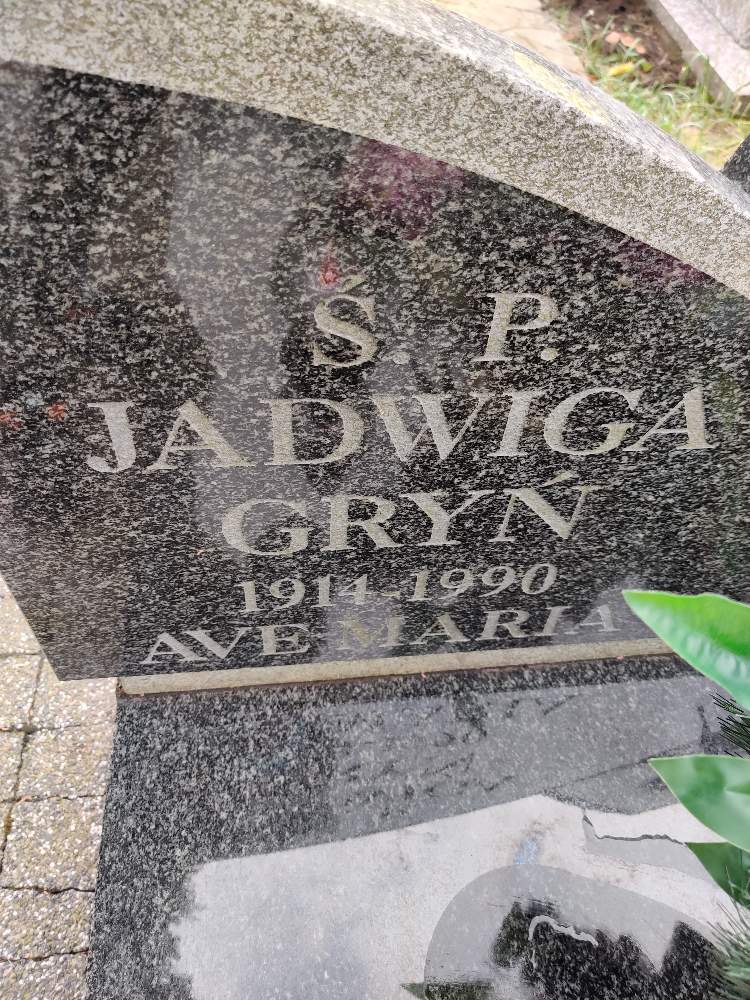 Ś. P.
JADWIGA
GRYŃ
1914-1990
AVE MARIA